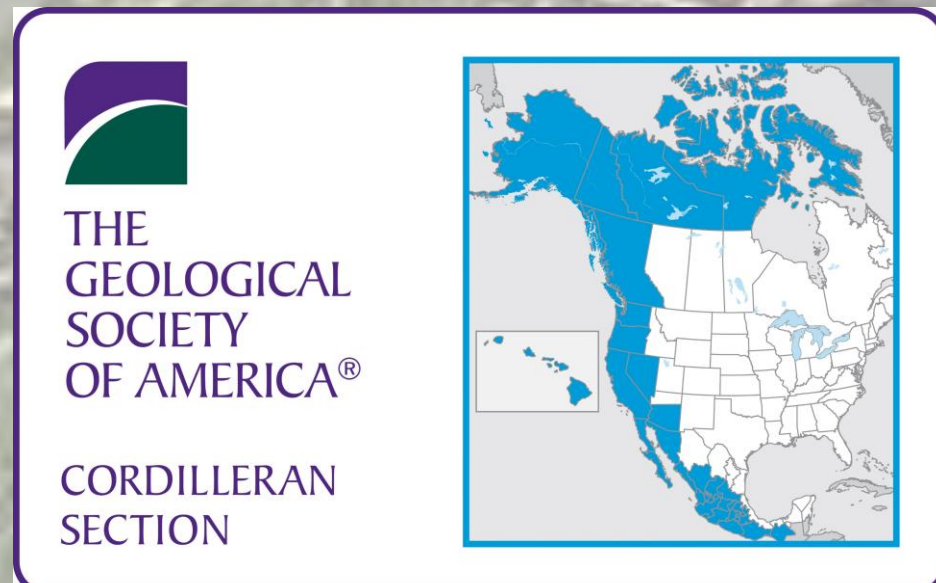 THE
GEOLOGICAL
SOCIETY
OF AMERICA®
CORDILLERAN
SECTION